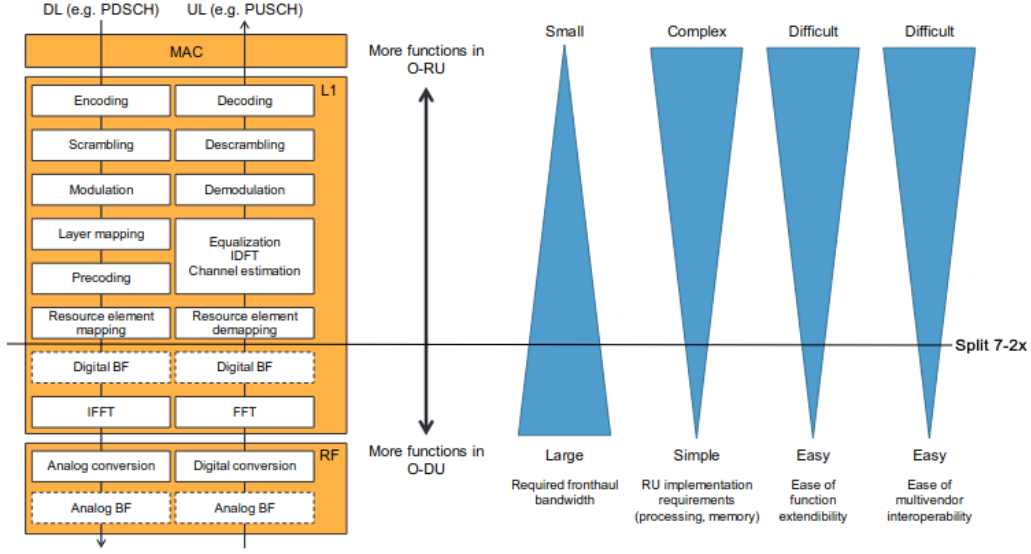 DL (e.g. PDSCH)
UL (e.g. PUSCH)
MAC
L1
Encoding
Decoding
Scrambling
Descrambling
Modulation
Demodulation
Layer mapping
Equalization
IDFT
Channel estimation
Precoding
Resource element
mapping
Resource element
demapping
Digital BF
Digital BF
IFFT
FFT
RF
Analog conversion
Digital conversion
Analog BF
Analog BF
More functions in
O-RU
More functions in
O-DU
Small
Complex
Difficult
Difficult
Split 7-2x
Large
Simple
Easy
Easy
Required fronthaul
bandwidth
RU implementation
requirements
(processing, memory)
Ease of
function
extendibility
Ease of
multivendor
interoperability